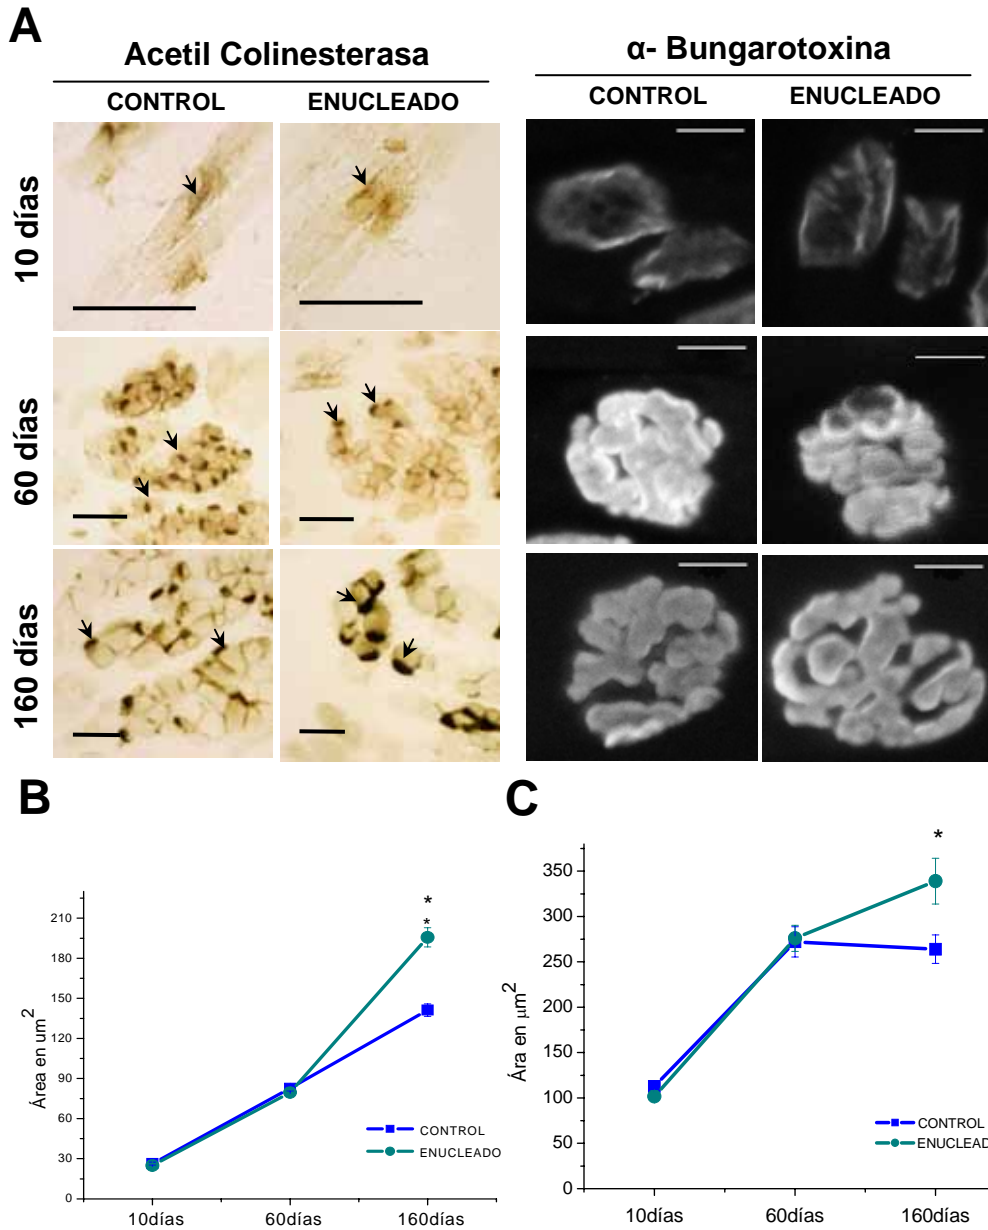 A
Acetil Colinesterasa
α- Bungarotoxina
CONTROL ENUCLEADO
CONTROL ENUCLEADO
10 días
60 días
160 días
B
C
*
*
Área en um²
210
180
150
120
90
60
30
0
10días 60días 160días
CONTROL
ENUCLEADO
*
Ára en µm²
350
300
250
200
150
100
50
0
10días 60días 160días
CONTROL
ENUCLEAD